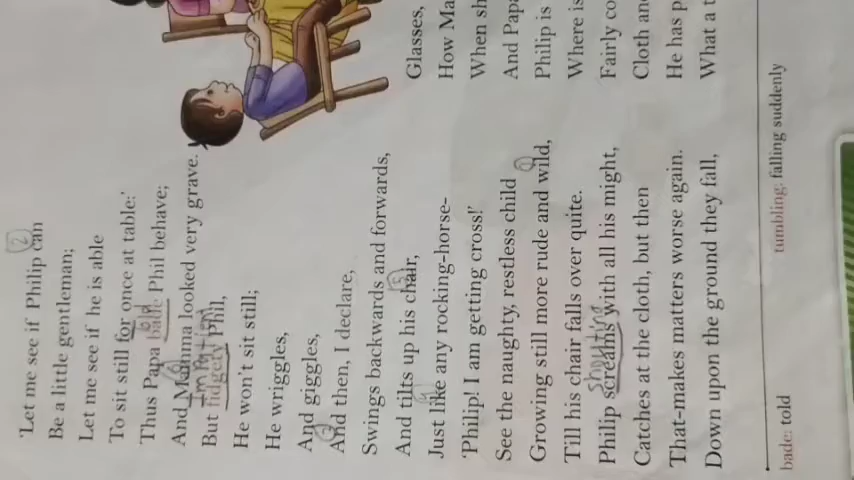 'Let me see if Philip can
Be a little gentleman;
Let me see if he is able
To sit still for once at table:'
Thus Papa bade Phil behave;
And Mamma looked very grave.
But fidgety Phil,
He won't sit still;
He wriggles,
And giggles,
And then, I declare,
Swings backwards and forwards,
And tilts up his chair,
Just like any rocking-horse-
'Philip! I am getting cross!'
See the naughty, restless child
Growing still more rude and wild,
Till his chair falls over quite.
Philip screams with all his might,
Catches at the cloth, but then
That-makes matters worse again.
Down upon the ground they fall,
Glasses,
How Ma
When sh
And Papa
Philip is
Where is
Fairly co
Cloth and
He has p
What a t
told
shouting
2
bade: told
tumbling: falling suddenly